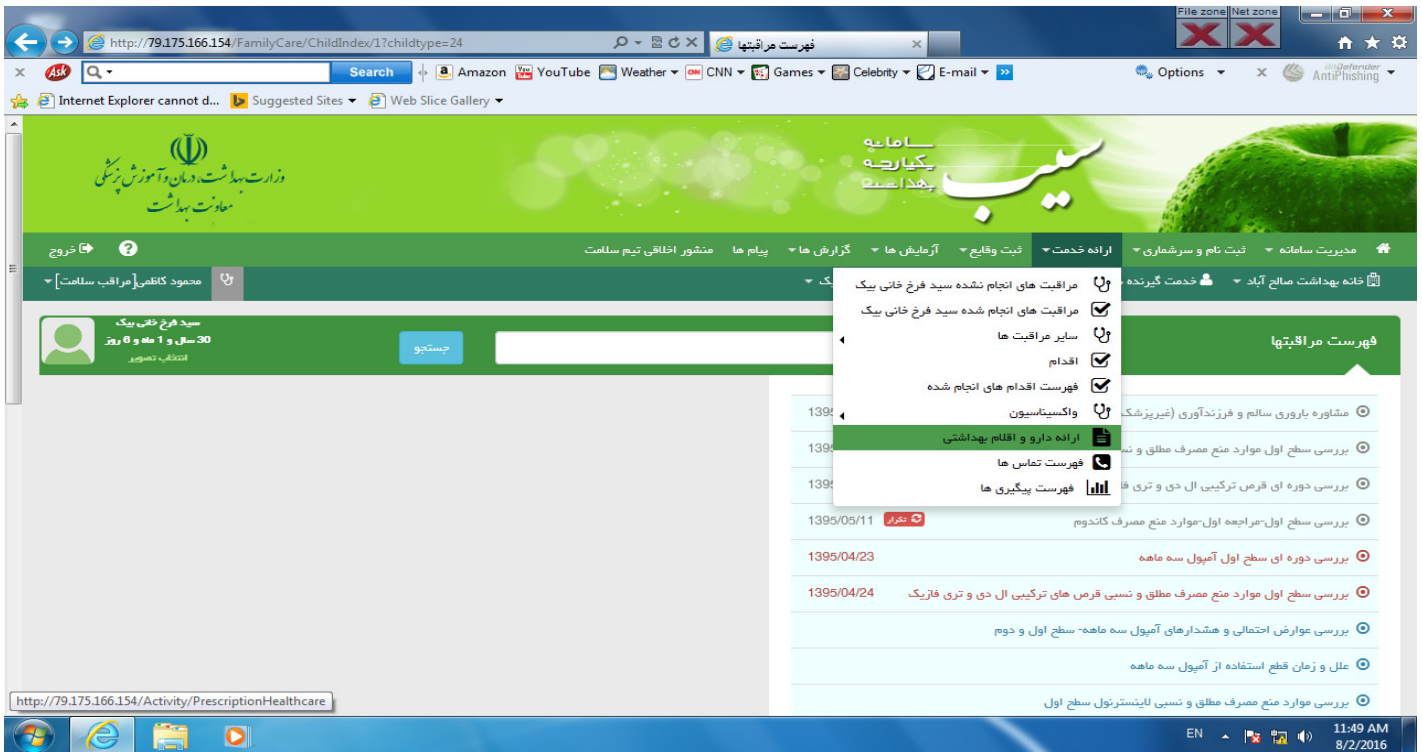 File zone Net zone
http://79.175.166.154/FamilyCare/ChildIndex/1?childtype=24
فهرست مراقبتها
Ask Search Amazon YouTube Weather CNN Games Celebrity E-mail Options BitDefender AntiPhishing
Internet Explorer cannot d... Suggested Sites Web Slice Gallery
وزارت بهداشت، درمان و آموزش پزشکی
معاونت بهداشت
سامانه
یکپارچه
بهداشت
سیب
مدیریت سامانه ثبت نام و سرشماری ارائه خدمت ثبت وقایع آزمایش ها گزارش ها پیام ها منشور اخلاقی تیم سلامت خروج
خانه بهداشت صالح آباد خدمت گیرنده یک محمود کاظمی[مراقب سلامت]
مراقبت های انجام نشده سید فرخ خانی بیک
مراقبت های انجام شده سید فرخ خانی بیک
سایر مراقبت ها
اقدام
فهرست اقدام های انجام شده
واکسیناسیون
ارائه دارو و اقلام بهداشتی
فهرست تماس ها
فهرست پیگیری ها
فهرست مراقبتها
جستجو
سید فرخ خانی بیک
30 سال و 1 ماه و 6 روز
انتخاب تصویر
مشاوره باروری سالم و فرزندآوری (غیرپزشک 139
بررسی سطح اول موارد منع مصرف مطلق و 139
بررسی دوره ای قرص ترکیبی ال دی و تری 139
بررسی سطح اول-مراجعه اول-موارد منع مصرف کاندوم تکرار 1395/05/11
بررسی دوره ای سطح اول آمپول سه ماهه 1395/04/23
بررسی سطح اول موارد منع مصرف مطلق و نسبی قرص های ترکیبی ال دی و تری فازیک 1395/04/24
بررسی عوارض احتمالی و هشدارهای آمپول سه ماهه- سطح اول و دوم
علل و زمان قطع استفاده از آمپول سه ماهه
بررسی موارد منع مصرف مطلق و نسبی لاینسترنول سطح اول
http://79.175.166.154/Activity/PrescriptionHealthcare
EN 11:49 AM
8/2/2016